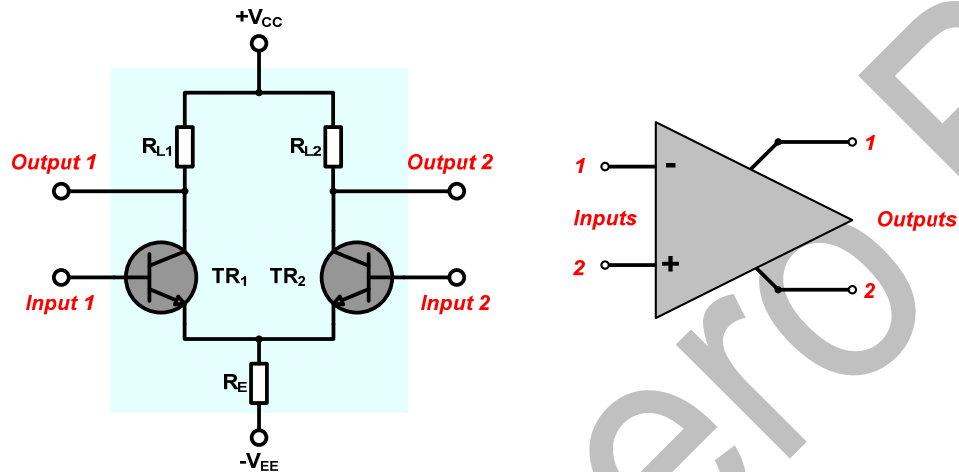 +VCC
RL1
RL2
Output 1
Output 2
TR1
TR2
Input 1
Input 2
RE
-VEE
1
-
1
Inputs
Outputs
2
+
2